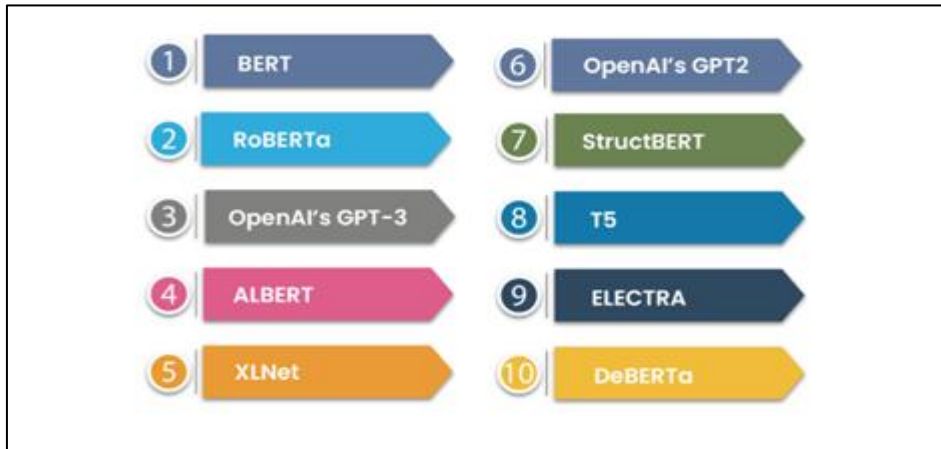 1 BERT
2 RoBERTa
3 OpenAI's GPT-3
4 ALBERT
5 XLNet
6 OpenAI's GPT2
7 StructBERT
8 T5
9 ELECTRA
10 DeBERTa